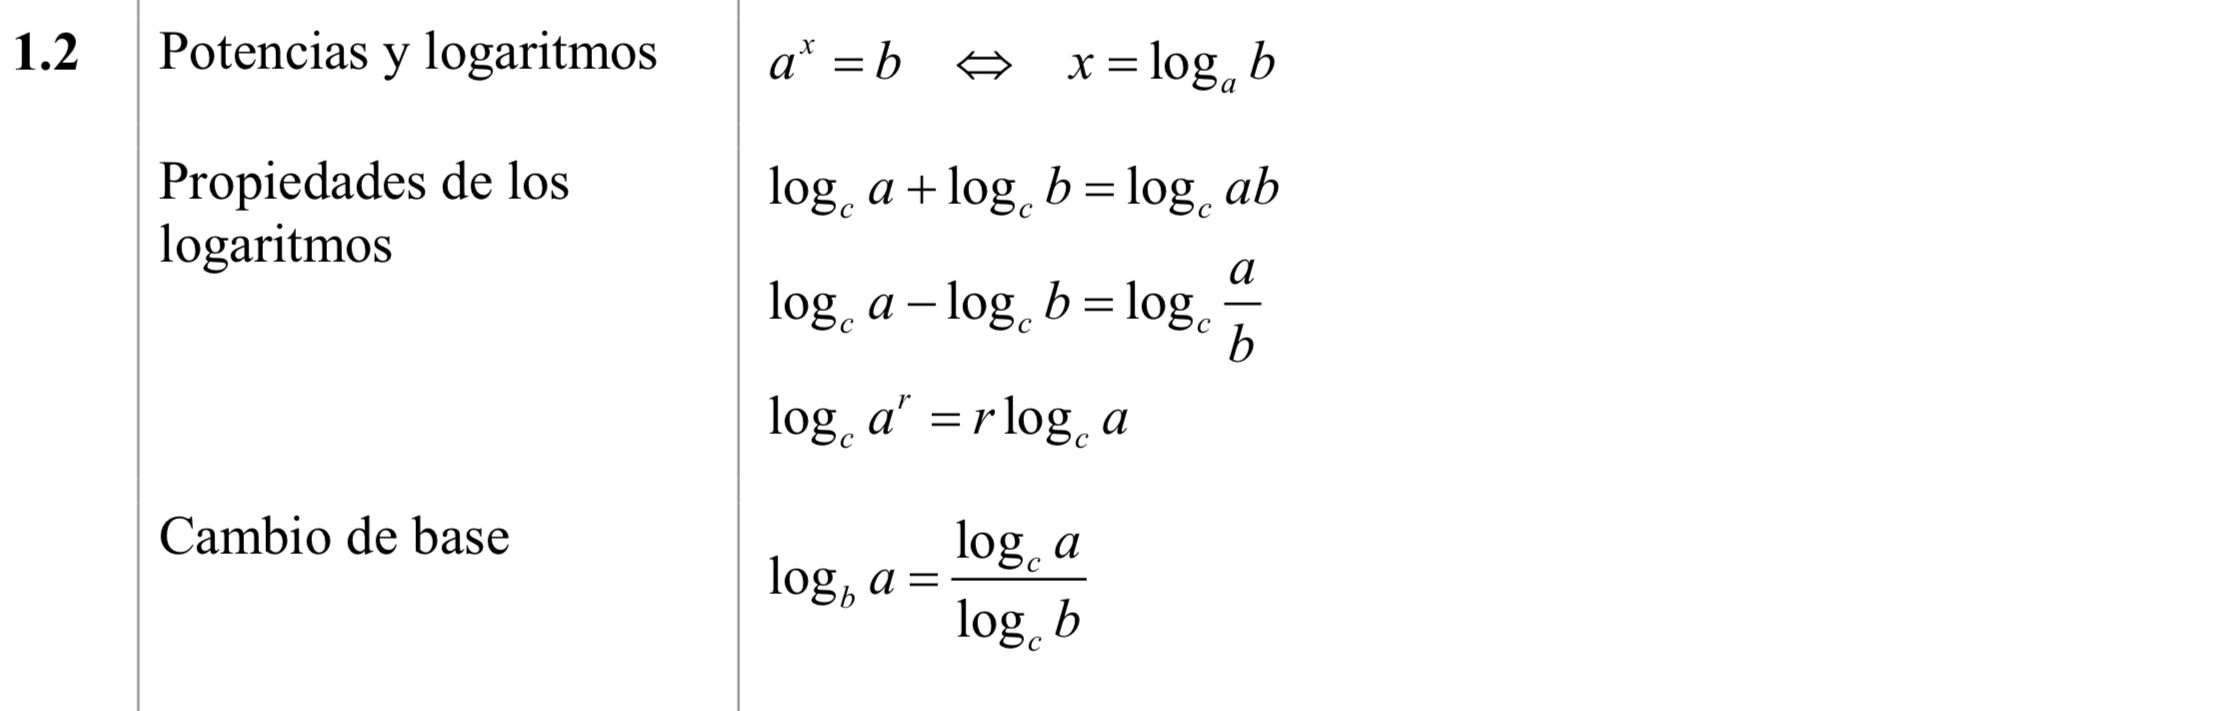 1.2 Potencias y logaritmos a^x = b ⇔ x = log_a b
Propiedades de los logaritmos
log_c a + log_c b = log_c ab
log_c a − log_c b = log_c a/b
log_c a^r = r log_c a
Cambio de base
log_b a = log_c a / log_c b